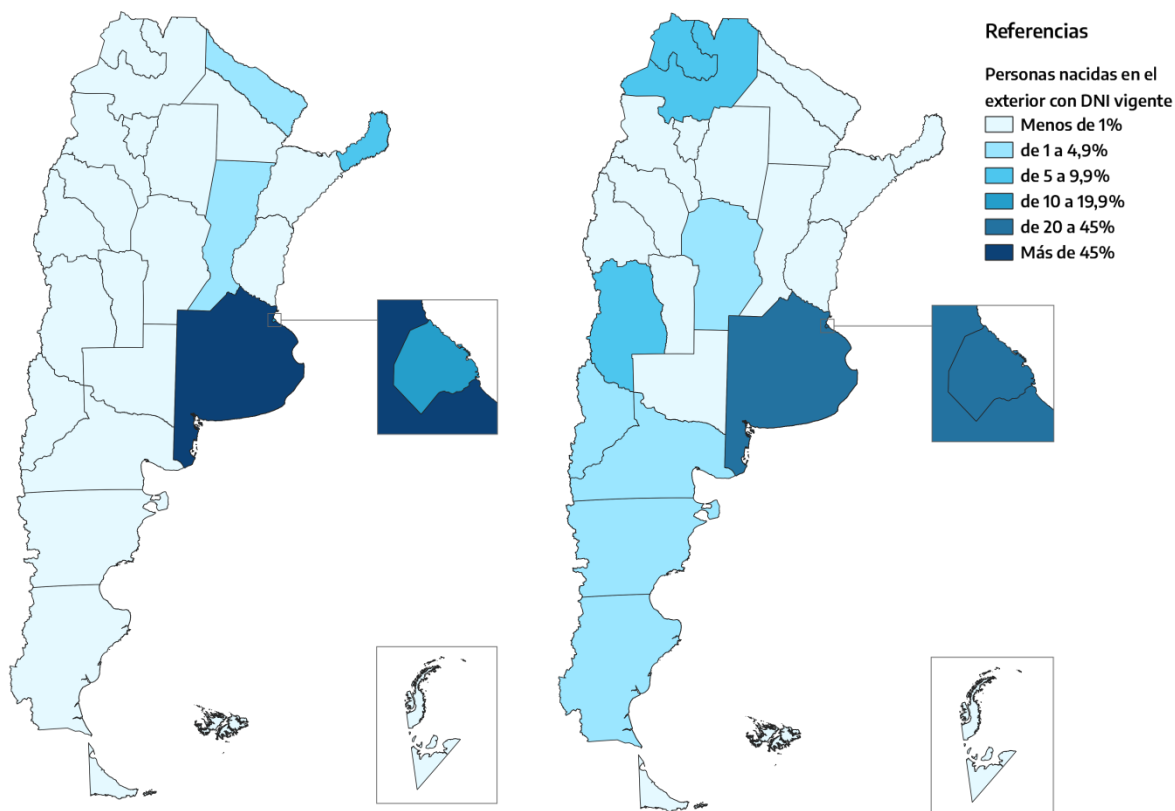 Referencias
Personas nacidas en el
exterior con DNI vigente
Menos de 1%
de 1 a 4,9%
de 5 a 9,9%
de 10 a 19,9%
de 20 a 45%
Más de 45%